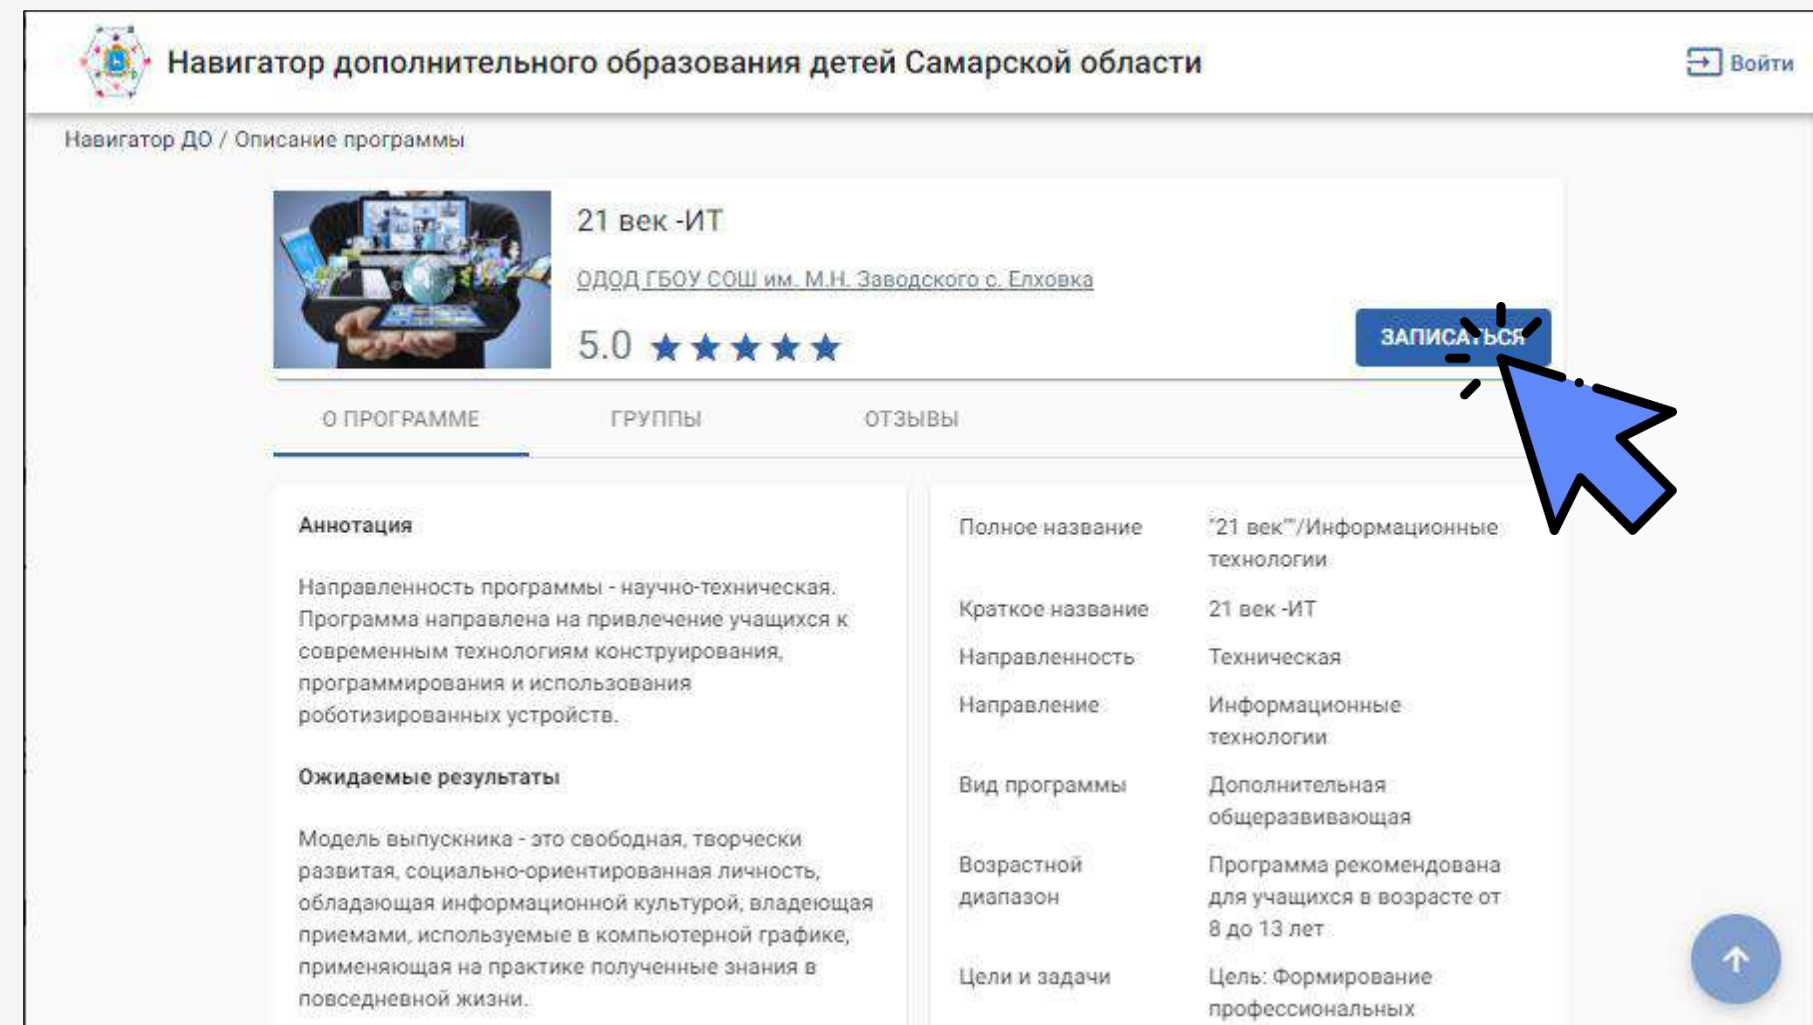 Навигатор дополнительного образования детей Самарской области
Войти
Навигатор ДО / Описание программы
21 век -ИТ
ОДОД ГБОУ СОШ им. М.Н. Заводского с. Елховка
5.0
ЗАПИСАТЬСЯ
О ПРОГРАММЕ
ГРУППЫ
ОТЗЫВЫ
Аннотация
Направленность программы - научно-техническая.
Программа направлена на привлечение учащихся к
современным технологиям конструирования,
программирования и использования
роботизированных устройств.
Ожидаемые результаты
Модель выпускника - это свободная, творчески
развитая, социально-ориентированная личность,
обладающая информационной культурой, владеющая
приемами, используемые в компьютерной графике,
применяющая на практике полученные знания в
повседневной жизни.
Полное название
"21 век""/Информационные
технологии
Краткое название
21 век -ИТ
Направленность
Техническая
Направление
Информационные
технологии
Вид программы
Дополнительная
общеразвивающая
Возрастной
диапазон
Программа рекомендована
для учащихся в возрасте от
8 до 13 лет
Цели и задачи
Цель: Формирование
профессиональных